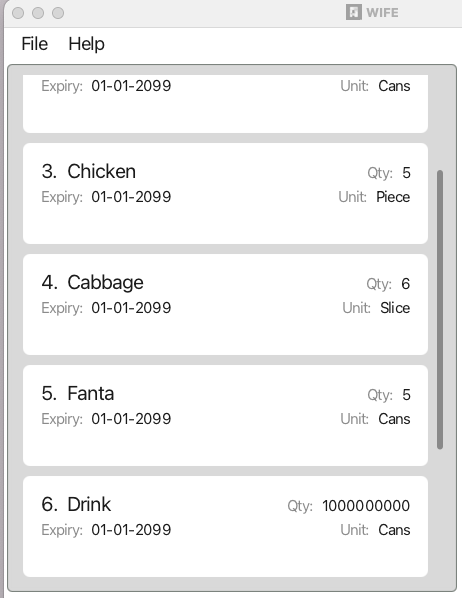 WIFE
File Help
Expiry: 01-01-2099 Unit: Cans
3. Chicken Qty: 5
Expiry: 01-01-2099 Unit: Piece
4. Cabbage Qty: 6
Expiry: 01-01-2099 Unit: Slice
5. Fanta Qty: 5
Expiry: 01-01-2099 Unit: Cans
6. Drink Qty: 1000000000
Expiry: 01-01-2099 Unit: Cans